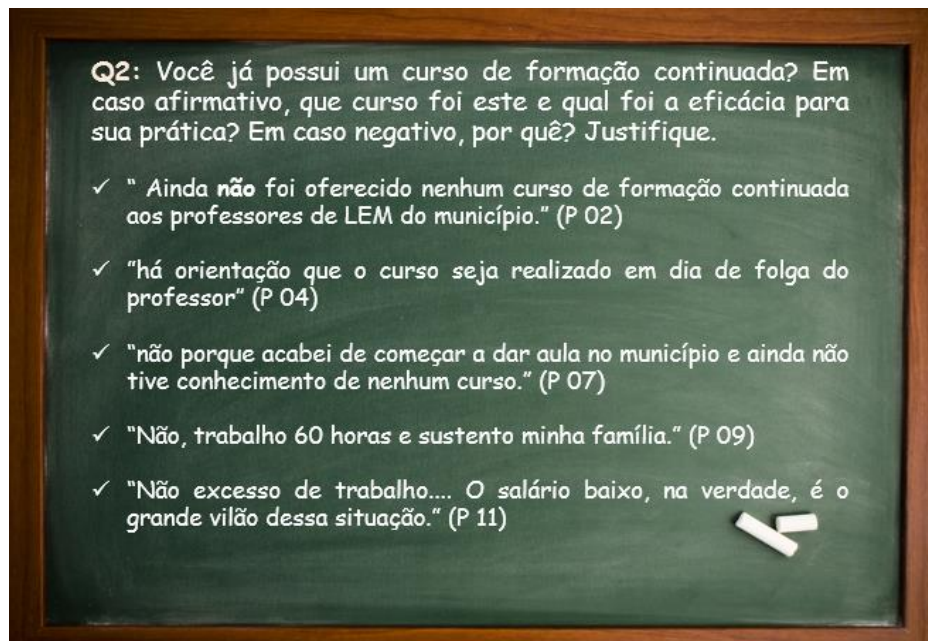 Q2: Você já possui um curso de formação continuada? Em
caso afirmativo, que curso foi este e qual foi a eficácia para
sua prática? Em caso negativo, por quê? Justifique.
✓ “ Ainda não foi oferecido nenhum curso de formação continuada
aos professores de LEM do município.” (P 02)
✓ ”há orientação que o curso seja realizado em dia de folga do
professor” (P 04)
✓ “não porque acabei de começar a dar aula no município e ainda não
tive conhecimento de nenhum curso.” (P 07)
✓ “Não, trabalho 60 horas e sustento minha família.” (P 09)
✓ “Não excesso de trabalho.... O salário baixo, na verdade, é o
grande vilão dessa situação.” (P 11)